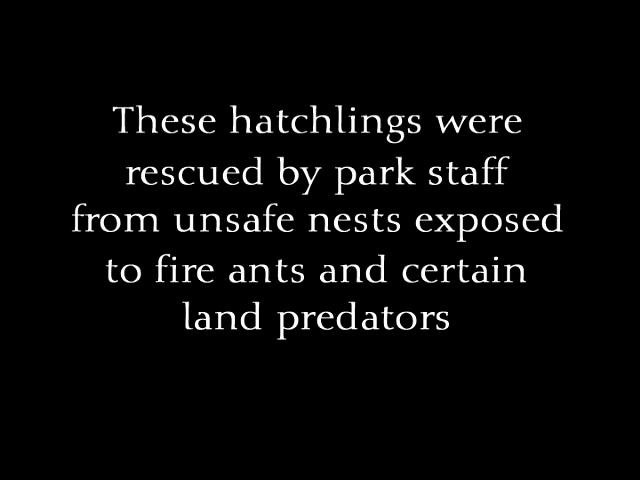 These hatchlings were
rescued by park staff
from unsafe nests exposed
to fire ants and certain
land predators